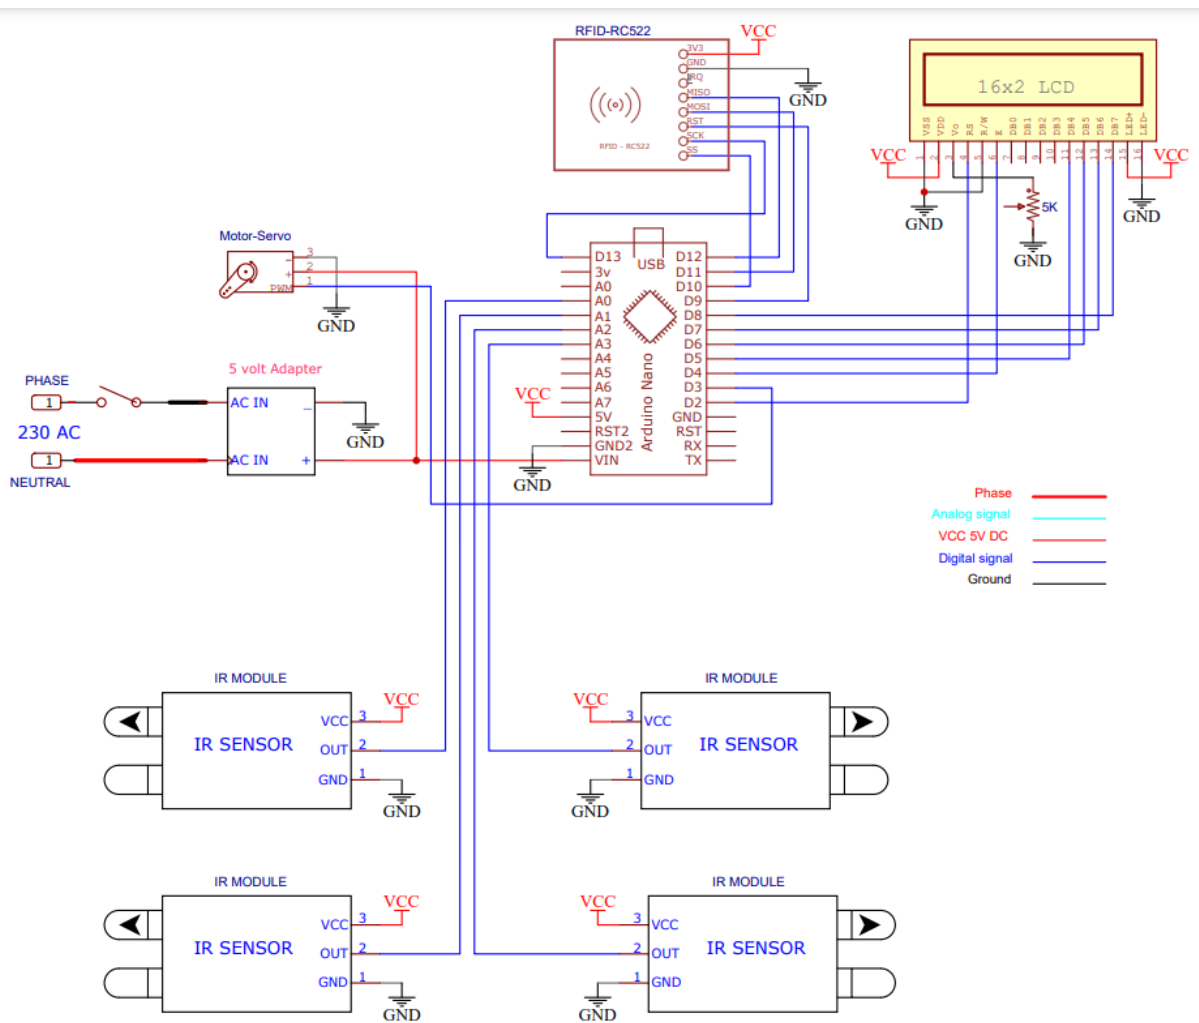 RFID-RC522
VCC
3V3
GND
IRQ
MISO
MOSI
RST
SCK
SS
RFID - RC522
GND
16x2 LCD
VSS
VDD
Vo
RS
R/W
E
DB0
DB1
DB2
DB3
DB4
DB5
DB6
DB7
LED+
LED-
1
2
3
4
5
6
7
8
9
10
11
12
13
14
15
16
VCC
VCC
GND
5K
GND
GND
Motor-Servo
3
2
1
−
+
PWM
GND
USB
Arduino Nano
D13
3v
A0
A0
A1
A2
A3
A4
A5
A6
A7
5V
RST2
GND2
VIN
D12
D11
D10
D9
D8
D7
D6
D5
D4
D3
D2
GND
RST
RX
TX
VCC
GND
5 volt Adapter
PHASE
1
AC IN
_
230 AC
GND
1
AC IN
+
NEUTRAL
Phase
Analog signal
VCC 5V DC
Digital signal
Ground
IR MODULE
IR SENSOR
VCC 3
OUT 2
GND 1
VCC
GND
IR MODULE
VCC
3 VCC
2 OUT
1 GND
IR SENSOR
GND
IR MODULE
IR SENSOR
VCC 3
OUT 2
GND 1
VCC
GND
IR MODULE
VCC
3 VCC
2 OUT
1 GND
IR SENSOR
GND